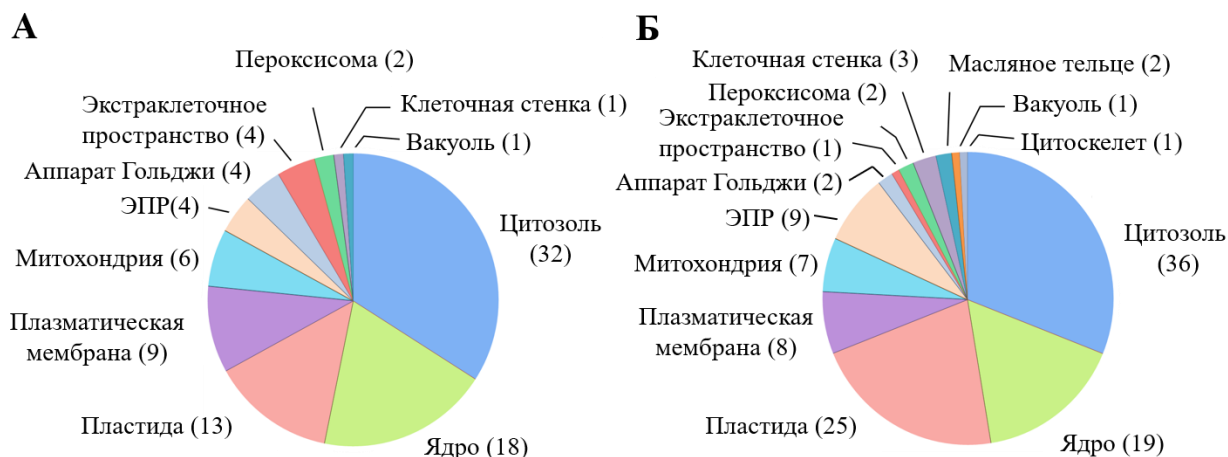 А
Пероксисома (2)
Экстраклеточное
пространство (4)
Клеточная стенка (1)
Вакуоль (1)
Аппарат Гольджи (4)
ЭПР(4)
Цитозоль
(32)
Митохондрия (6)
Плазматическая
мембрана (9)
Пластида (13)
Ядро (18)
Б
Клеточная стенка (3)
Масляное тельце (2)
Пероксисома (2)
Вакуоль (1)
Экстраклеточное
пространство (1)
Цитоскелет (1)
Аппарат Гольджи (2)
ЭПР (9)
Цитозоль
(36)
Митохондрия (7)
Плазматическая
мембрана (8)
Пластида (25)
Ядро (19)